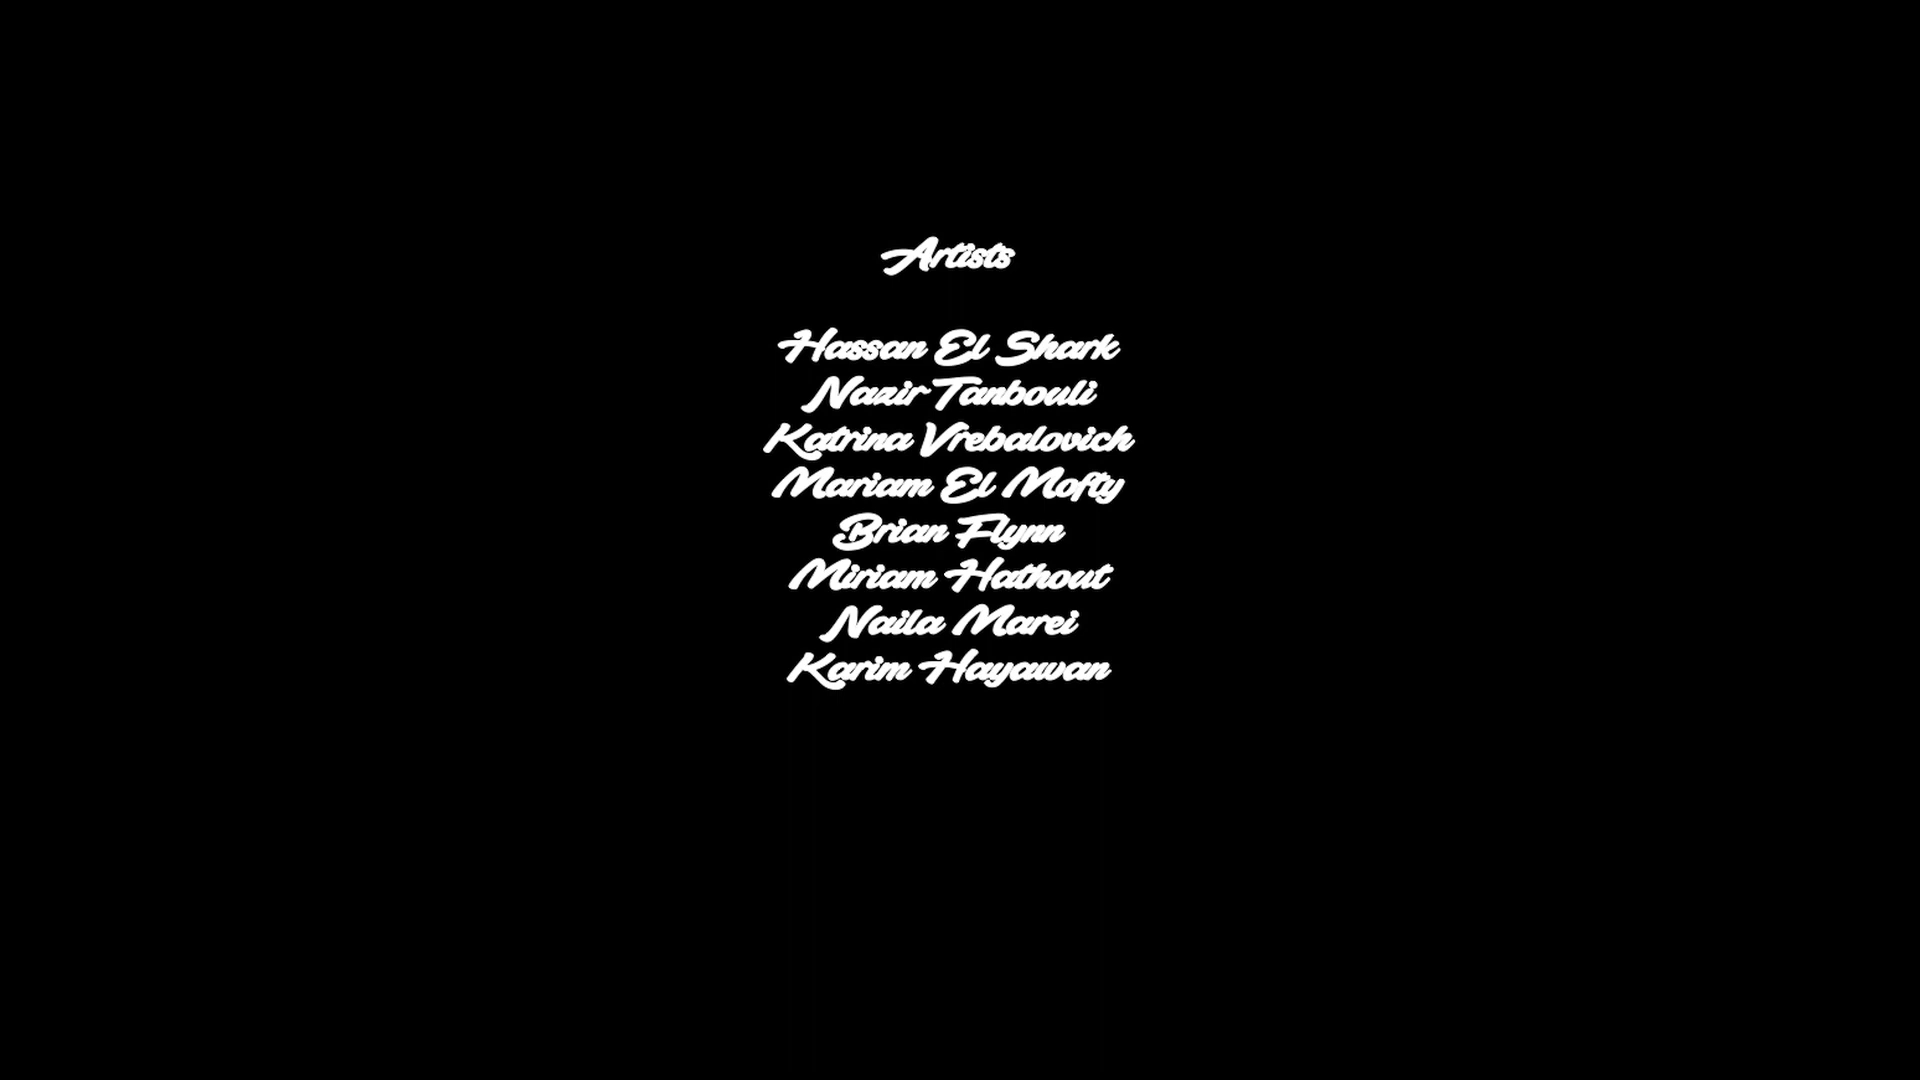 Artists
Hassan El Shark
Nazir Tanbouli
Katrina Vrebalovich
Mariam El Mofty
Brian Flynn
Miriam Hathout
Naila Marei
Karim Hayawan